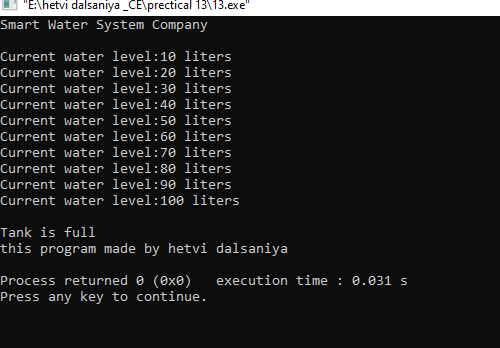 "E:\hetvi dalsaniya _CE\prectical 13\13.exe"
Smart Water System Company
Current water level:10 liters
Current water level:20 liters
Current water level:30 liters
Current water level:40 liters
Current water level:50 liters
Current water level:60 liters
Current water level:70 liters
Current water level:80 liters
Current water level:90 liters
Current water level:100 liters
Tank is full
this program made by hetvi dalsaniya
Process returned 0 (0x0)   execution time : 0.031 s
Press any key to continue.